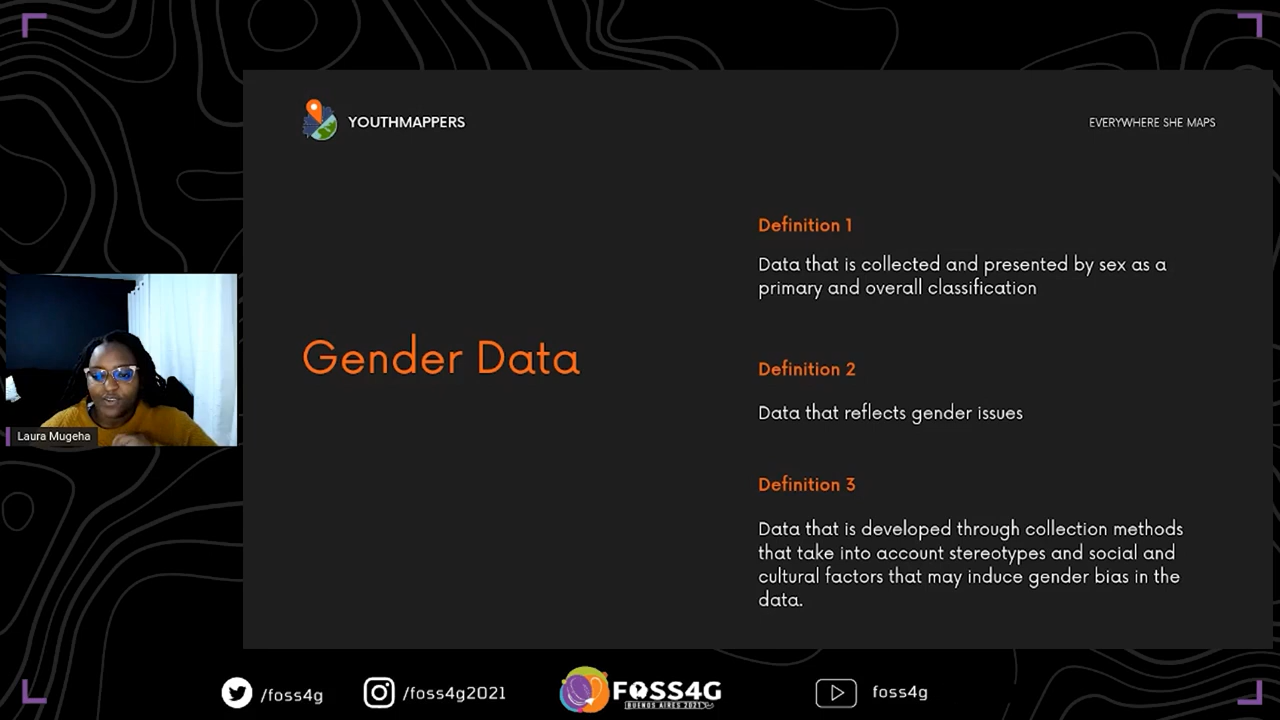 YOUTHMAPPERS
EVERYWHERE SHE MAPS
Gender Data
Definition 1
Data that is collected and presented by sex as a
primary and overall classification
Definition 2
Data that reflects gender issues
Definition 3
Data that is developed through collection methods
that take into account stereotypes and social and
cultural factors that may induce gender bias in the
data.
Laura Mugeha
/foss4g
/foss4g2021
FOSS4G
BUENOS AIRES 2021
foss4g